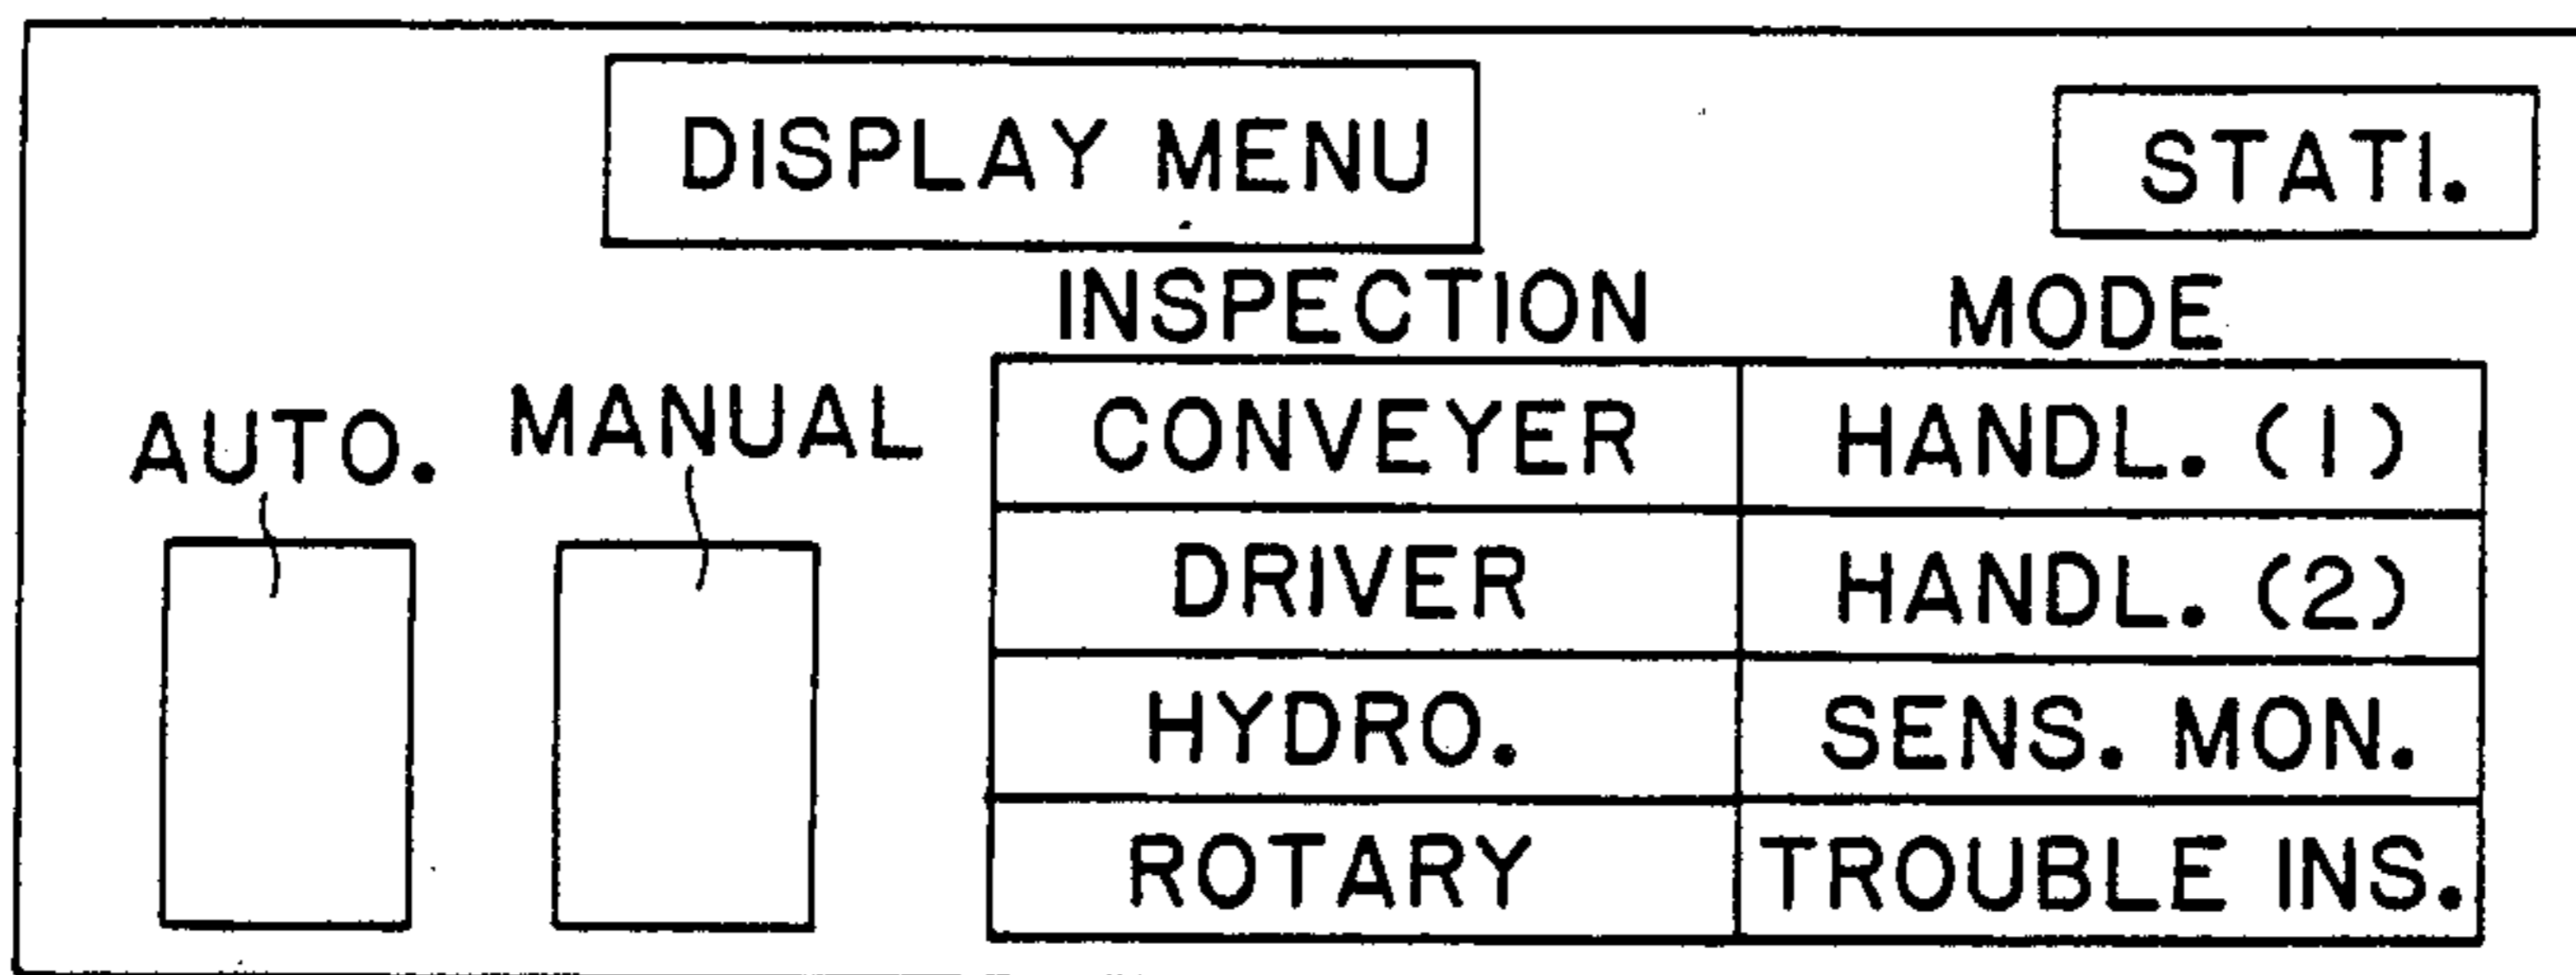 DISPLAY MENU
STATI.
INSPECTION MODE
AUTO. MANUAL
CONVEYER HANDL. (1)
DRIVER HANDL. (2)
HYDRO. SENS. MON.
ROTARY TROUBLE INS.